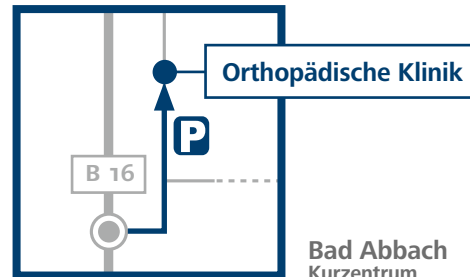 Orthopädische Klinik
P
B 16
Bad Abbach
Kurzentrum